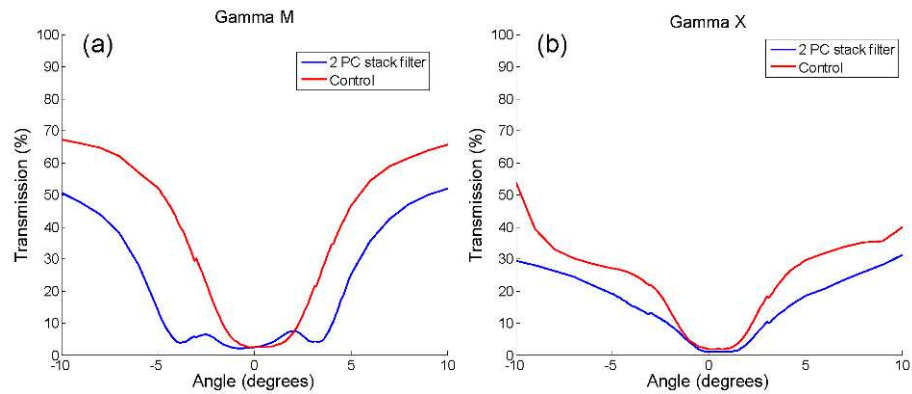 Gamma M
(a)
2 PC stack filter
Control
100
90
80
70
60
50
40
30
20
10
0
Transmission (%)
-10
-5
0
5
10
Angle (degrees)
Gamma X
(b)
2 PC stack filter
Control
100
90
80
70
60
50
40
30
20
10
0
Transmission (%)
-10
-5
0
5
10
Angle (degrees)